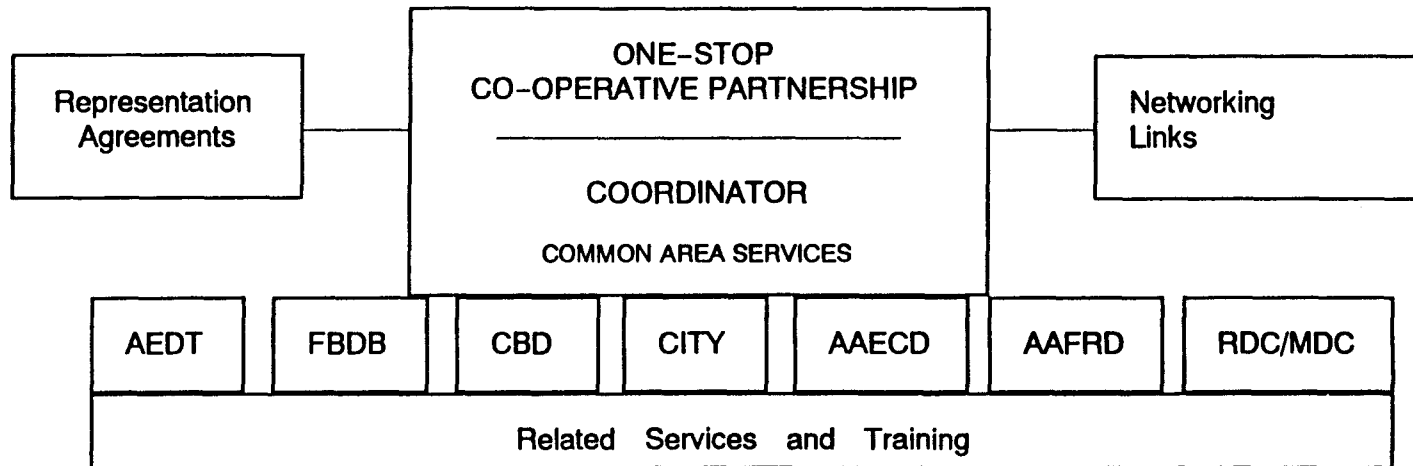 ONE-STOP
CO-OPERATIVE PARTNERSHIP
Representation
Agreements
Networking
Links
COORDINATOR
COMMON AREA SERVICES
AEDT FBDB CBD CITY AAECD AAFRD RDC/MDC
Related Services and Training